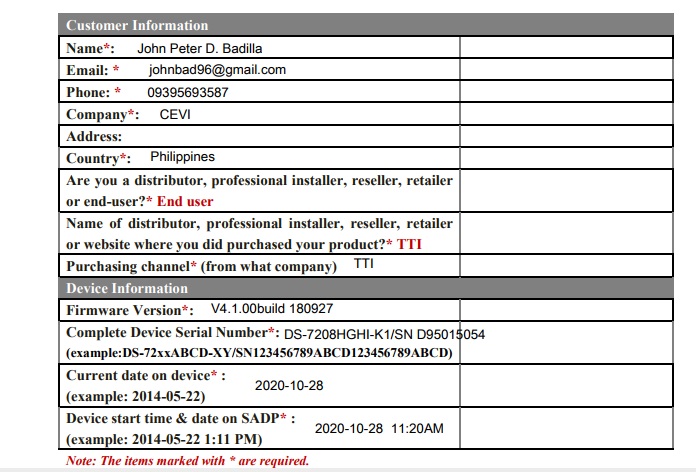 Customer Information
Name*: John Peter D. Badilla
Email: * johnbad96@gmail.com
Phone: * 09395693587
Company*: CEVI
Address:
Country*: Philippines
Are you a distributor, professional installer, reseller, retailer
or end-user?* End user
Name of distributor, professional installer, reseller, retailer
or website where you did purchased your product?* TTI
Purchasing channel* (from what company) TTI
Device Information
Firmware Version*: V4.1.00build 180927
Complete Device Serial Number*: DS-7208HGHI-K1/SN D95015054
(example:DS-72xxABCD-XY/SN123456789ABCD123456789ABCD)
Current date on device* :
2020-10-28
(example: 2014-05-22)
Device start time & date on SADP* :
2020-10-28 11:20AM
(example: 2014-05-22 1:11 PM)
Note: The items marked with * are required.